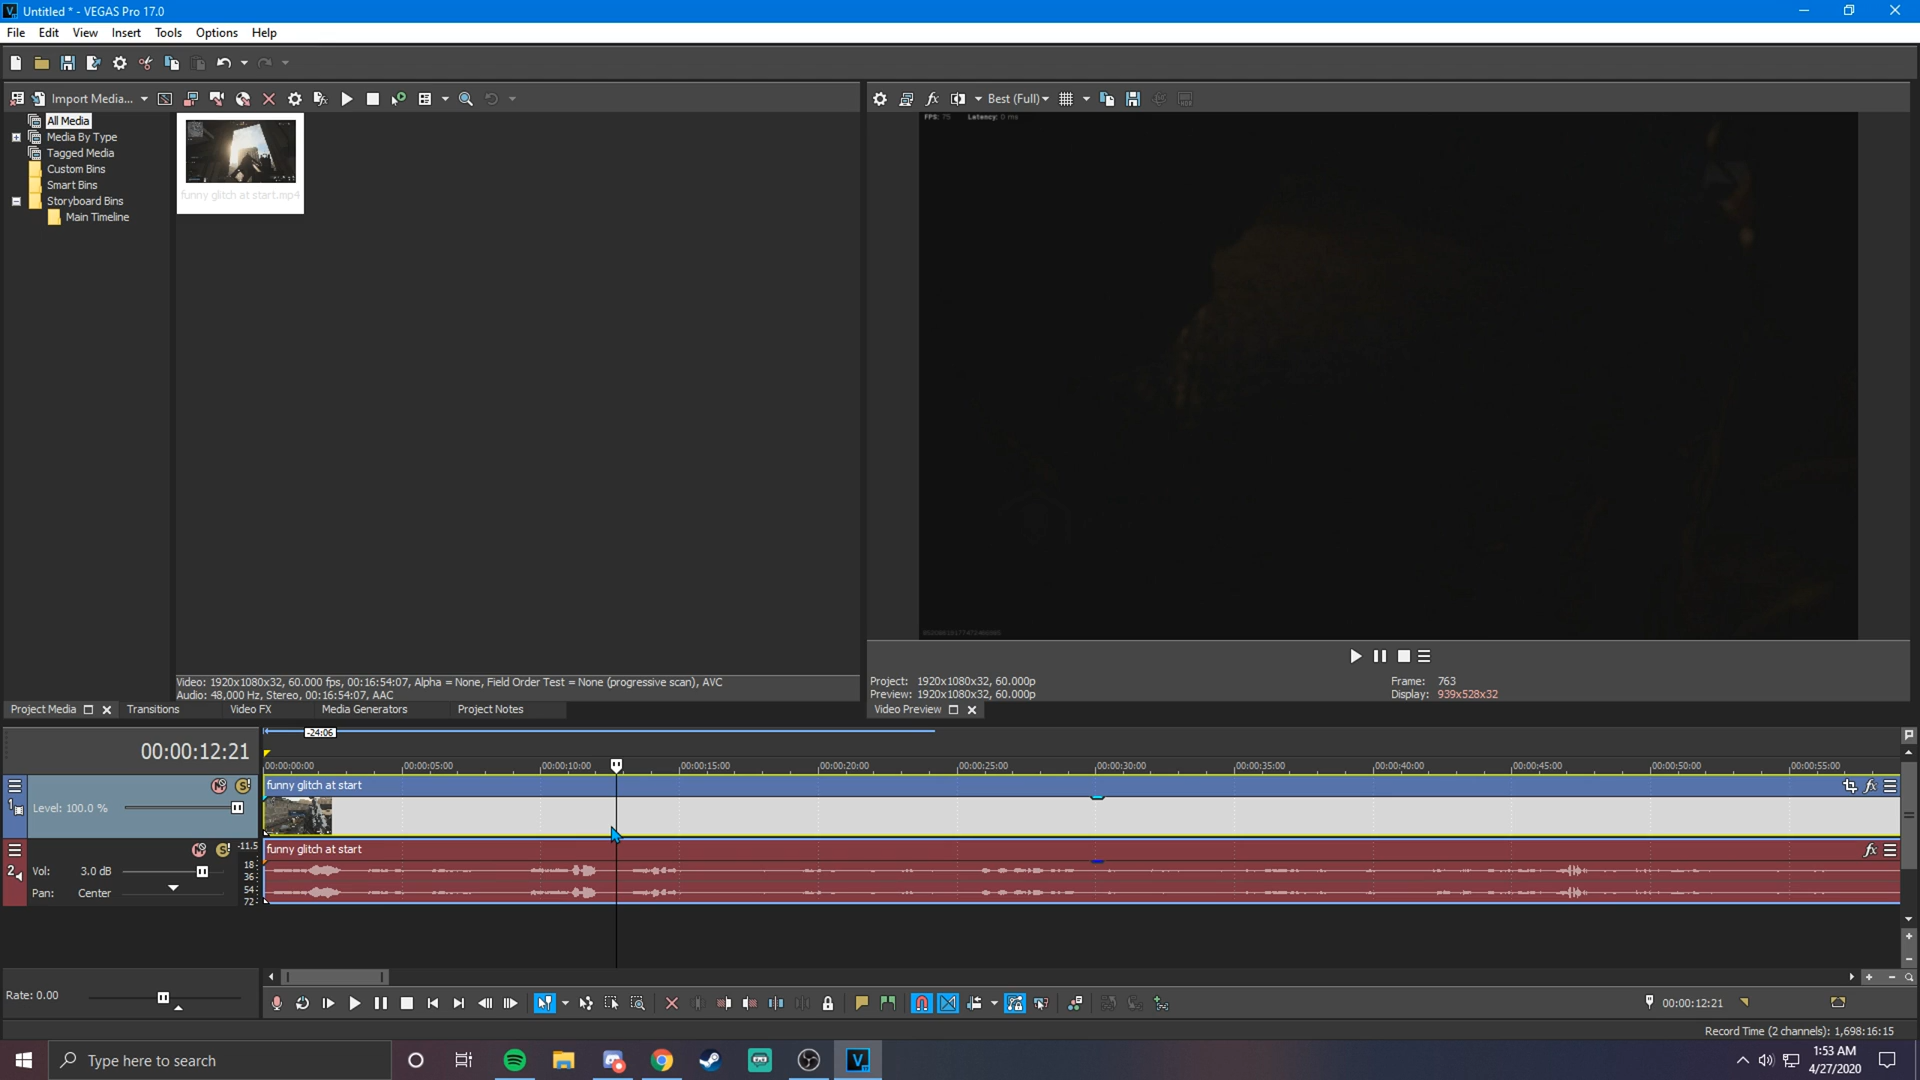 Untitled * - VEGAS Pro 17.0
File Edit View Insert Tools Options Help
Import Media...
Best (Full)
All Media
Media By Type
Tagged Media
Custom Bins
Smart Bins
Storyboard Bins
Main Timeline
funny glitch at start.mp4
FPS: 75 Latency: 0 ms
Video: 1920x1080x32, 60.000 fps, 00:16:54:07, Alpha = None, Field Order Test = None (progressive scan), AVC
Audio: 48,000 Hz, Stereo, 00:16:54:07, AAC
Project: 1920x1080x32, 60.000p
Preview: 1920x1080x32, 60.000p
Frame: 763
Display: 939x528x32
Project Media Transitions Video FX Media Generators Project Notes
Video Preview
-24:06
00:00:12:21
00:00:00:00 00:00:05:00 00:00:10:00 00:00:15:00 00:00:20:00 00:00:25:00 00:00:30:00 00:00:35:00 00:00:40:00 00:00:45:00 00:00:50:00 00:00:55:00
1
Level: 100.0 %
funny glitch at start
2
Vol: 3.0 dB
Pan: Center
-11.5
18
36
54
72
funny glitch at start
Rate: 0.00
00:00:12:21
Record Time (2 channels): 1,698:16:15
Type here to search
1:53 AM
4/27/2020